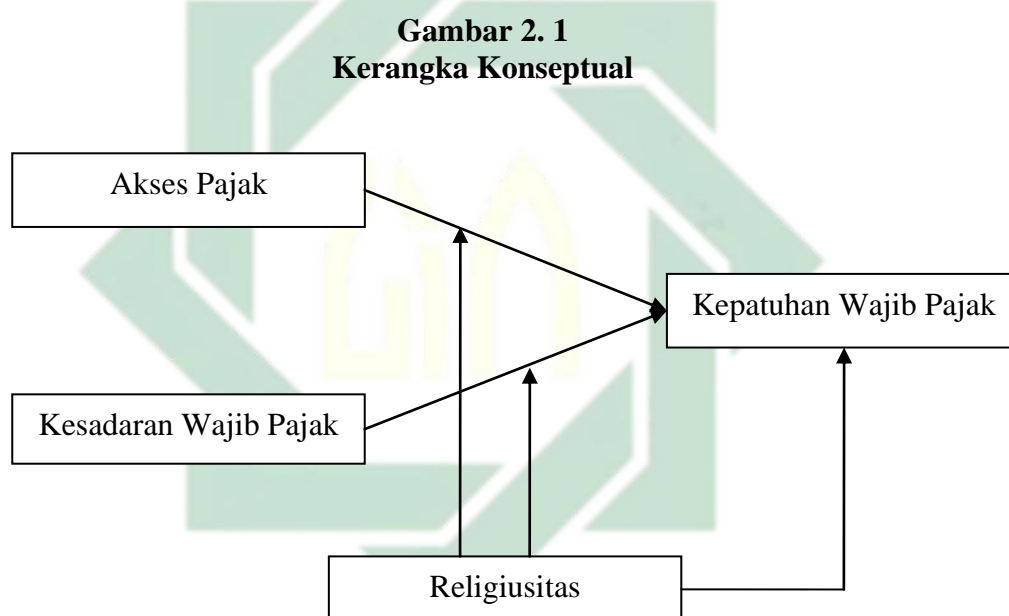 Gambar 2. 1
Kerangka Konseptual
Akses Pajak
Kepatuhan Wajib Pajak
Kesadaran Wajib Pajak
Religiusitas